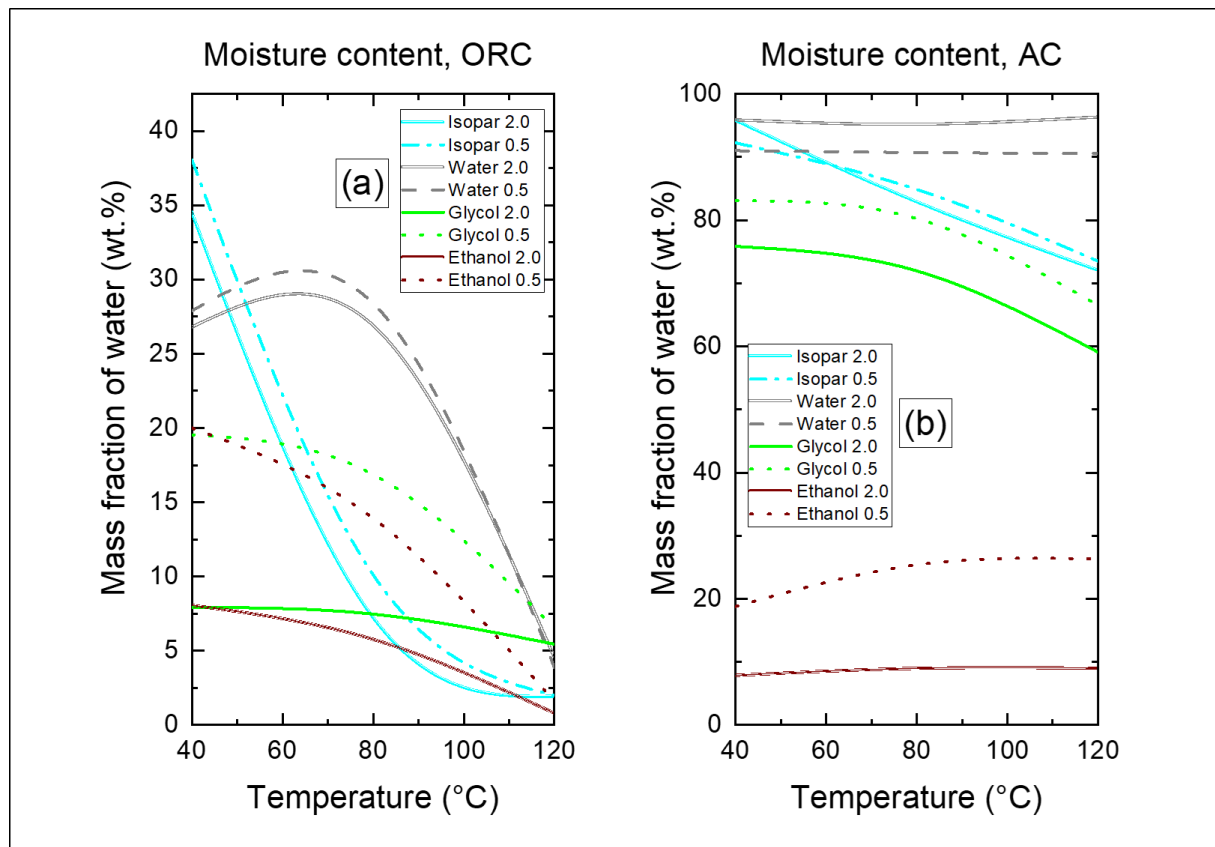 Moisture content, ORC
Mass fraction of water (wt.%)
40
35
30
25
20
15
10
5
0
(a)
Isopar 2.0
Isopar 0.5
Water 2.0
Water 0.5
Glycol 2.0
Glycol 0.5
Ethanol 2.0
Ethanol 0.5
40 60 80 100 120
Temperature (°C)
Moisture content, AC
Mass fraction of water (wt.%)
100
80
60
40
20
0
Isopar 2.0
Isopar 0.5
Water 2.0
Water 0.5
Glycol 2.0
Glycol 0.5
Ethanol 2.0
Ethanol 0.5
(b)
40 60 80 100 120
Temperature (°C)